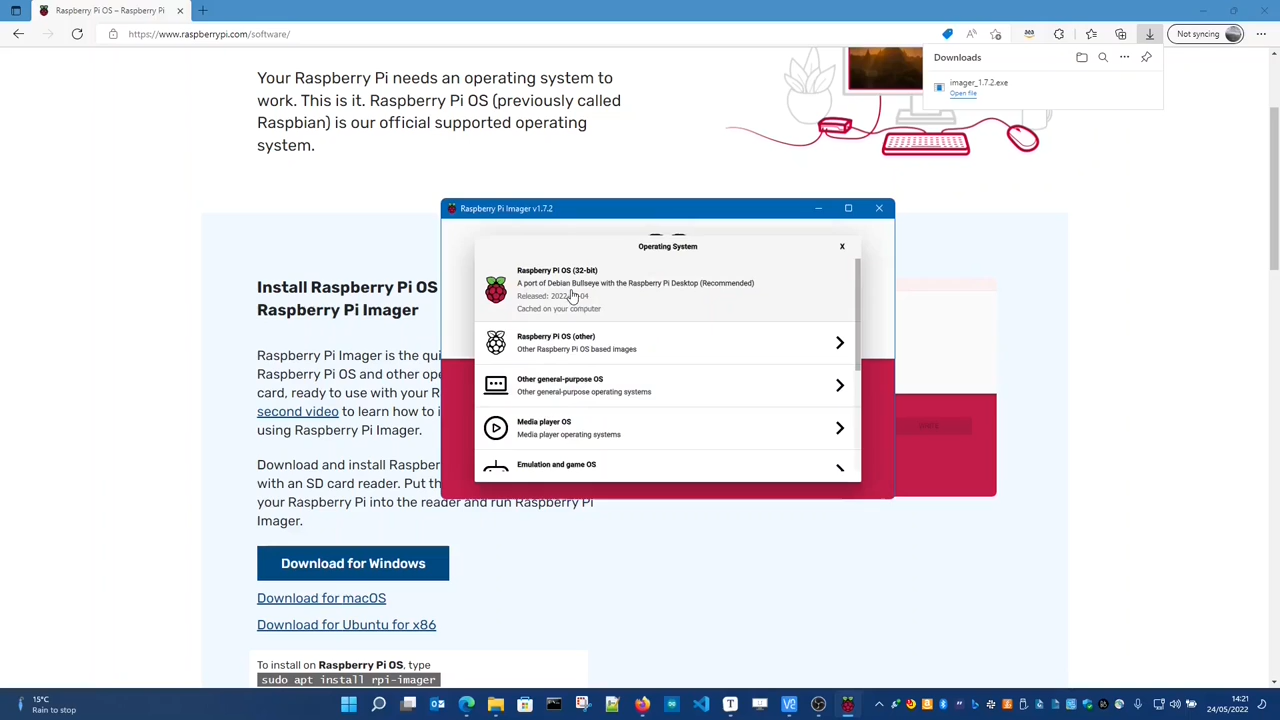 Raspberry Pi OS – Raspberry Pi
https://www.raspberrypi.com/software/
Not syncing
Downloads
imager_1.7.2.exe
Open file
Your Raspberry Pi needs an operating system to
work. This is it. Raspberry Pi OS (previously called
Raspbian) is our official supported operating
system.
Raspberry Pi Imager v1.7.2
Operating System
X
Raspberry Pi OS (32-bit)
A port of Debian Bullseye with the Raspberry Pi Desktop (Recommended)
Released: 2022 -04
Cached on your computer
Raspberry Pi OS (other)
Other Raspberry Pi OS based images
Other general-purpose OS
Other general-purpose operating systems
Media player OS
Media player operating systems
Emulation and game OS
WRITE
Install Raspberry Pi OS
Raspberry Pi Imager
Raspberry Pi Imager is the qui
Raspberry Pi OS and other ope
card, ready to use with your R
second video to learn how to i
using Raspberry Pi Imager.
Download and install Raspber
with an SD card reader. Put th
your Raspberry Pi into the reader and run Raspberry Pi
Imager.
Download for Windows
Download for macOS
Download for Ubuntu for x86
To install on Raspberry Pi OS, type
sudo apt install rpi-imager
15°C
Rain to stop
14:21
24/05/2022